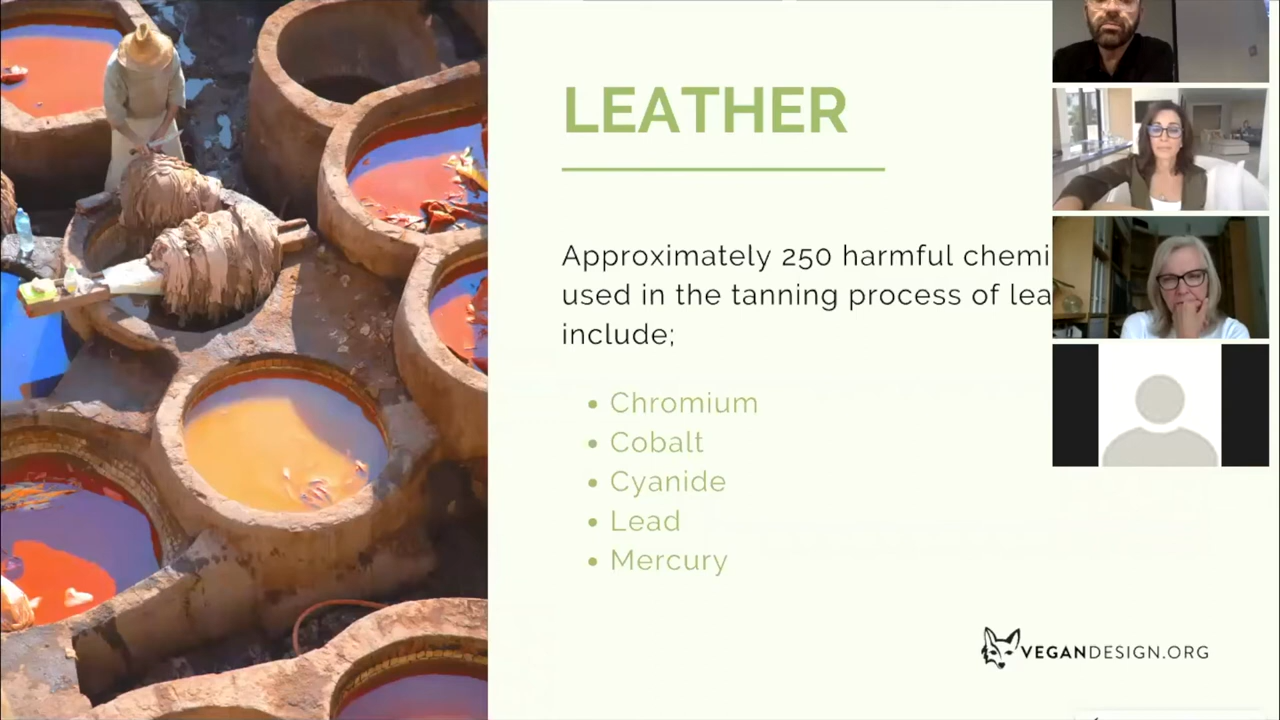 LEATHER
Approximately 250 harmful chemi
used in the tanning process of lea
include;
• Chromium
• Cobalt
• Cyanide
• Lead
• Mercury
VEGANDESIGN.ORG